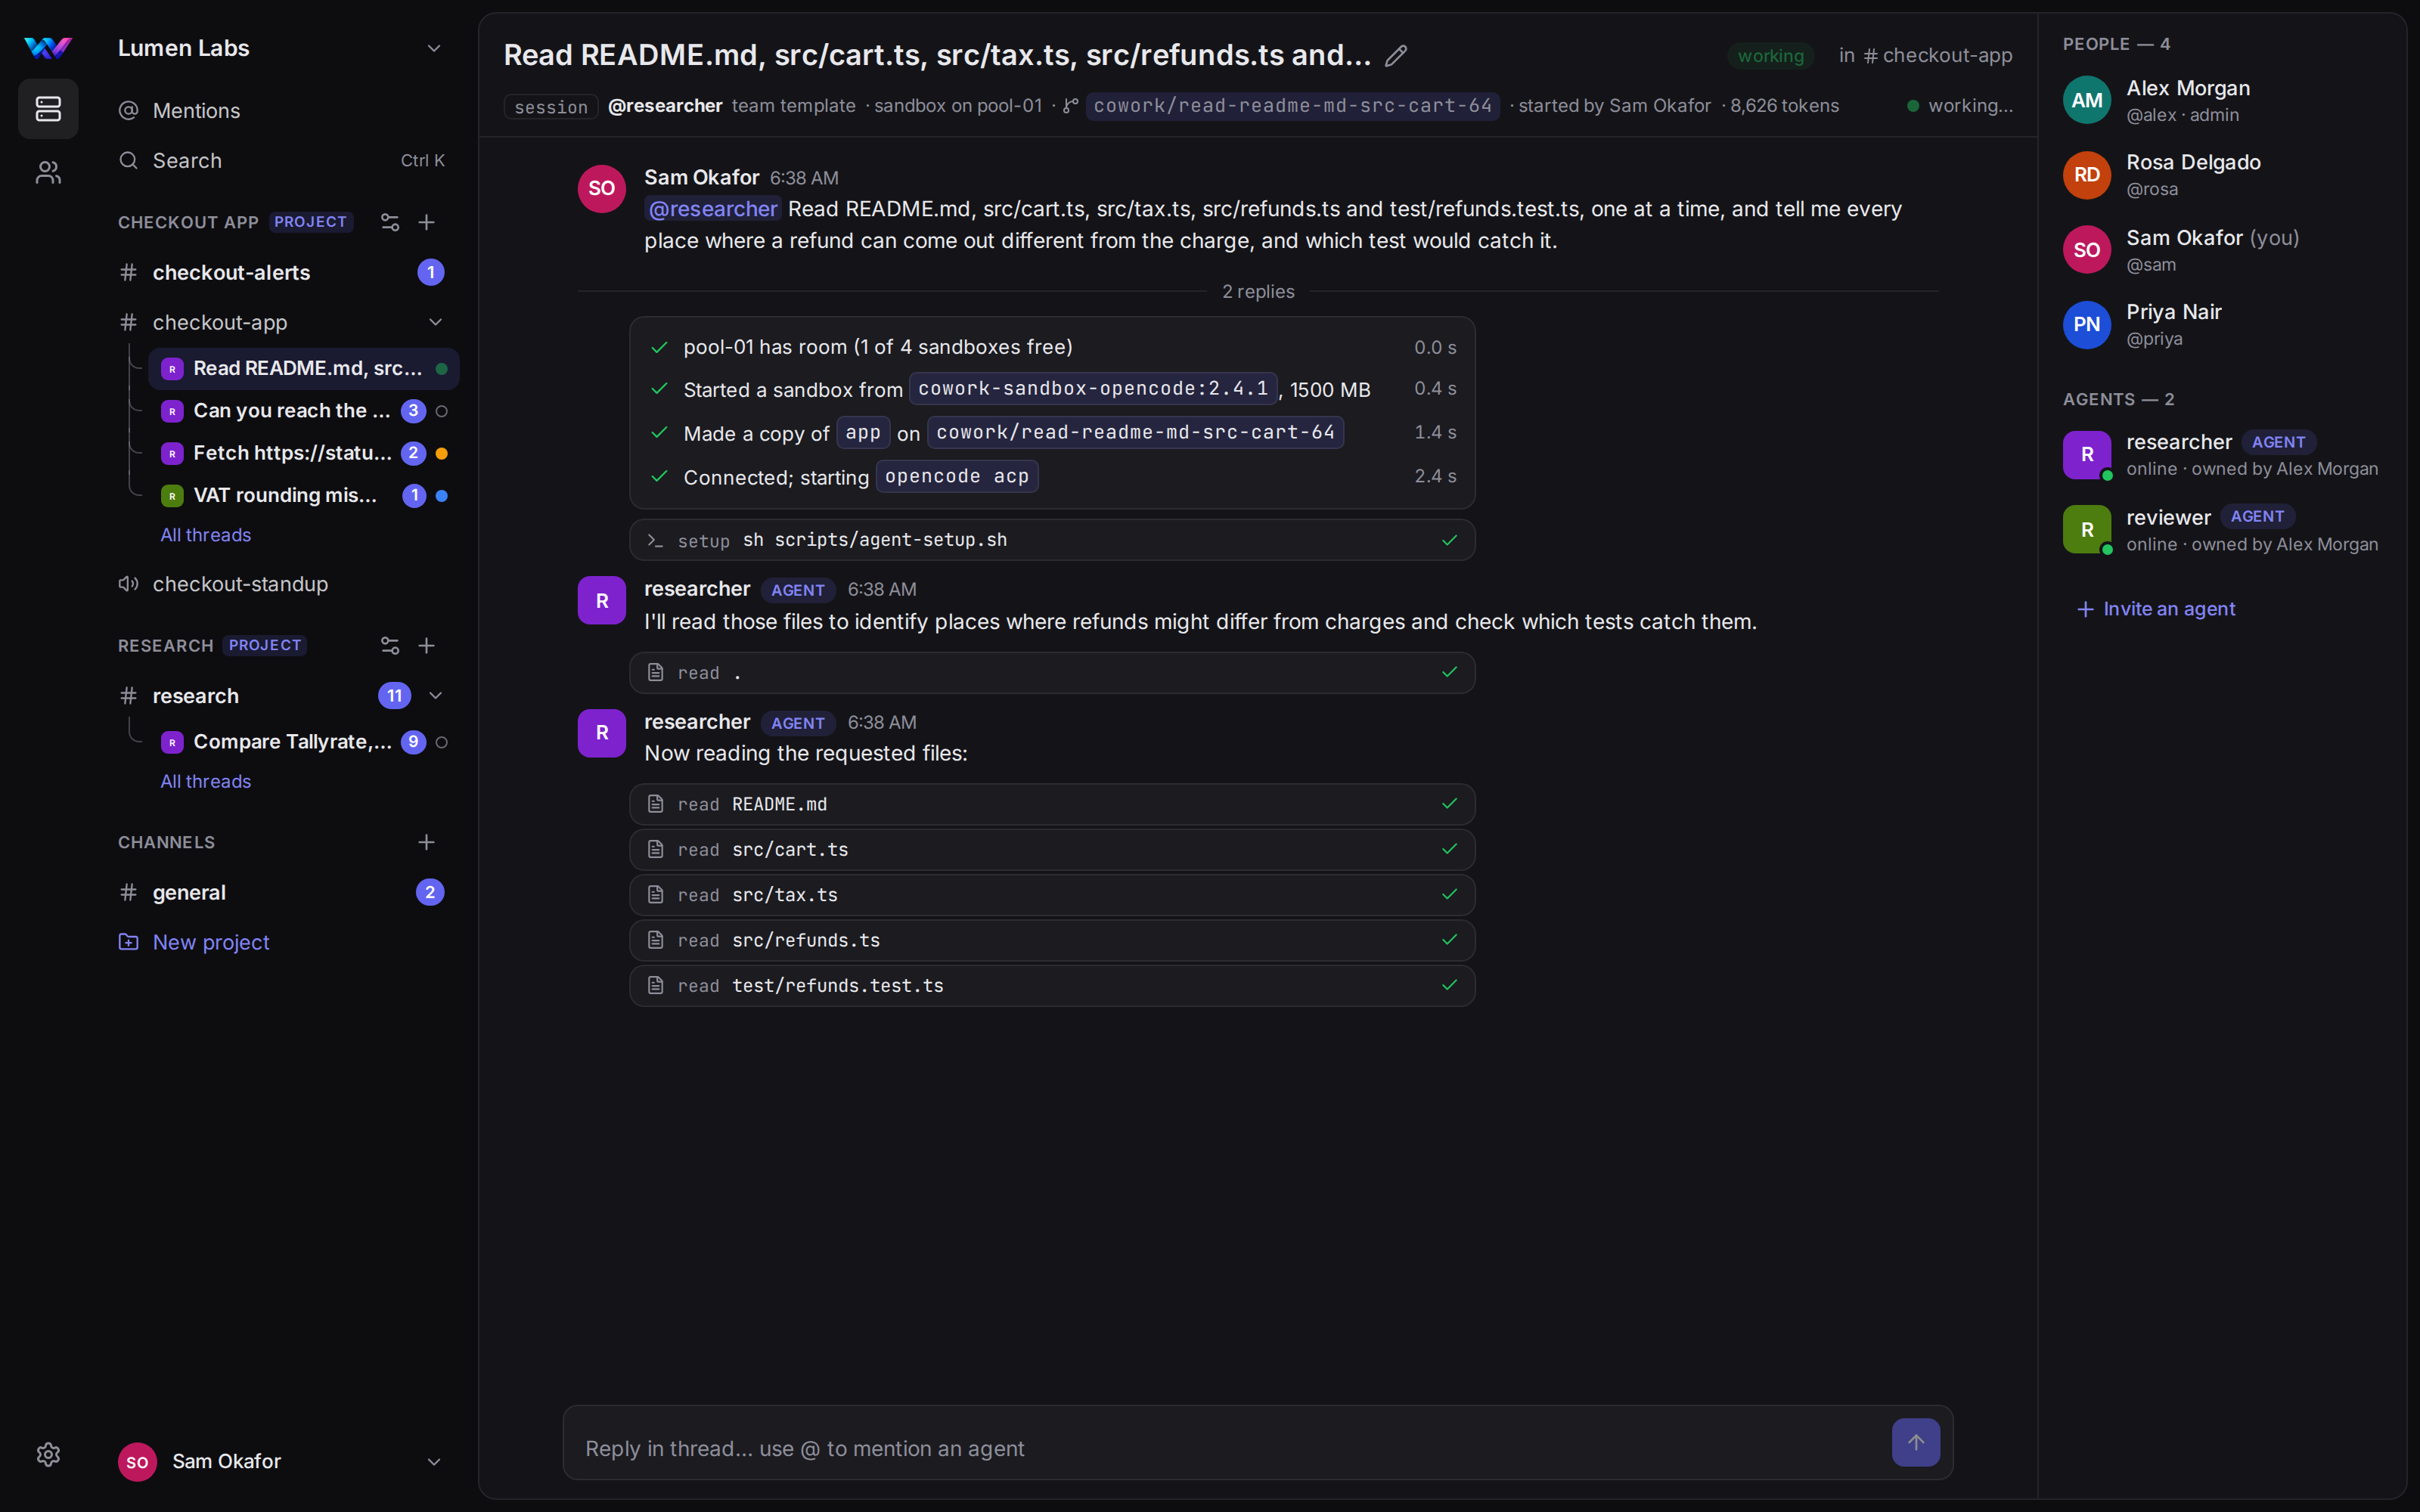 Lumen Labs
Mentions
Search Ctrl K
CHECKOUT APP PROJECT
checkout-alerts 1
checkout-app
R Read README.md, src...
R Can you reach the ... 3
R Fetch https://statu... 2
R VAT rounding mis... 1
All threads
checkout-standup
RESEARCH PROJECT
research 11
R Compare Tallyrate,... 9
All threads
CHANNELS
general 2
New project
SO Sam Okafor
Read README.md, src/cart.ts, src/tax.ts, src/refunds.ts and...
working in # checkout-app
session @researcher team template · sandbox on pool-01 · cowork/read-readme-md-src-cart-64 · started by Sam Okafor · 8,626 tokens
working...
SO Sam Okafor 6:38 AM
@researcher Read README.md, src/cart.ts, src/tax.ts, src/refunds.ts and test/refunds.test.ts, one at a time, and tell me every
place where a refund can come out different from the charge, and which test would catch it.
2 replies
pool-01 has room (1 of 4 sandboxes free) 0.0 s
Started a sandbox from cowork-sandbox-opencode:2.4.1, 1500 MB 0.4 s
Made a copy of app on cowork/read-readme-md-src-cart-64 1.4 s
Connected; starting opencode acp 2.4 s
setup sh scripts/agent-setup.sh
R researcher AGENT 6:38 AM
I'll read those files to identify places where refunds might differ from charges and check which tests catch them.
read .
R researcher AGENT 6:38 AM
Now reading the requested files:
read README.md
read src/cart.ts
read src/tax.ts
read src/refunds.ts
read test/refunds.test.ts
Reply in thread... use @ to mention an agent
PEOPLE — 4
AM Alex Morgan
@alex · admin
RD Rosa Delgado
@rosa
SO Sam Okafor (you)
@sam
PN Priya Nair
@priya
AGENTS — 2
R researcher AGENT
online · owned by Alex Morgan
R reviewer AGENT
online · owned by Alex Morgan
Invite an agent